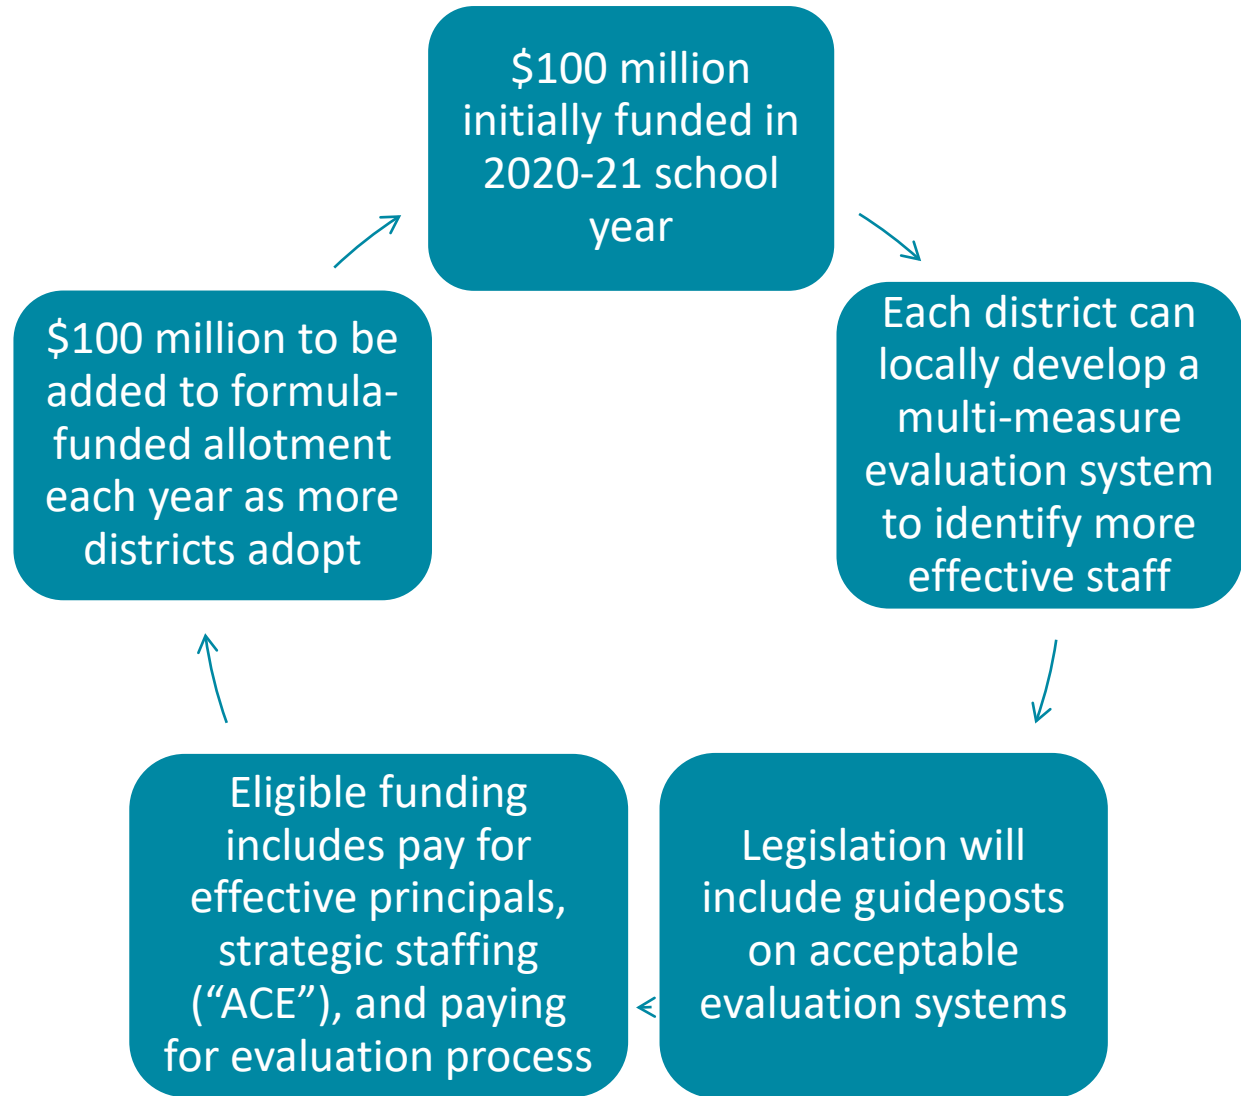 $100 million
initially funded in
2020-21 school
year
Each district can
locally develop a
multi-measure
evaluation system
to identify more
effective staff
Legislation will
include guideposts
on acceptable
evaluation systems
Eligible funding
includes pay for
effective principals,
strategic staffing
(“ACE”), and paying
for evaluation process
$100 million to be
added to formula-
funded allotment
each year as more
districts adopt